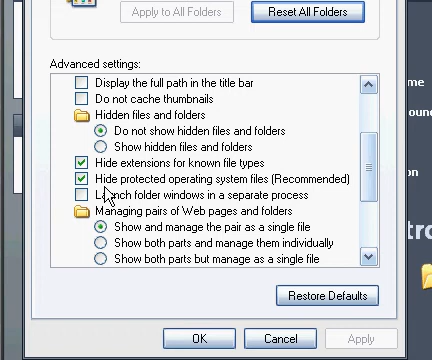 Apply to All Folders
Reset All Folders
Advanced settings:
Display the full path in the title bar
Do not cache thumbnails
Hidden files and folders
Do not show hidden files and folders
Show hidden files and folders
Hide extensions for known file types
Hide protected operating system files (Recommended)
Launch folder windows in a separate process
Managing pairs of Web pages and folders
Show and manage the pair as a single file
Show both parts and manage them individually
Show both parts but manage as a single file
Restore Defaults
OK
Cancel
Apply